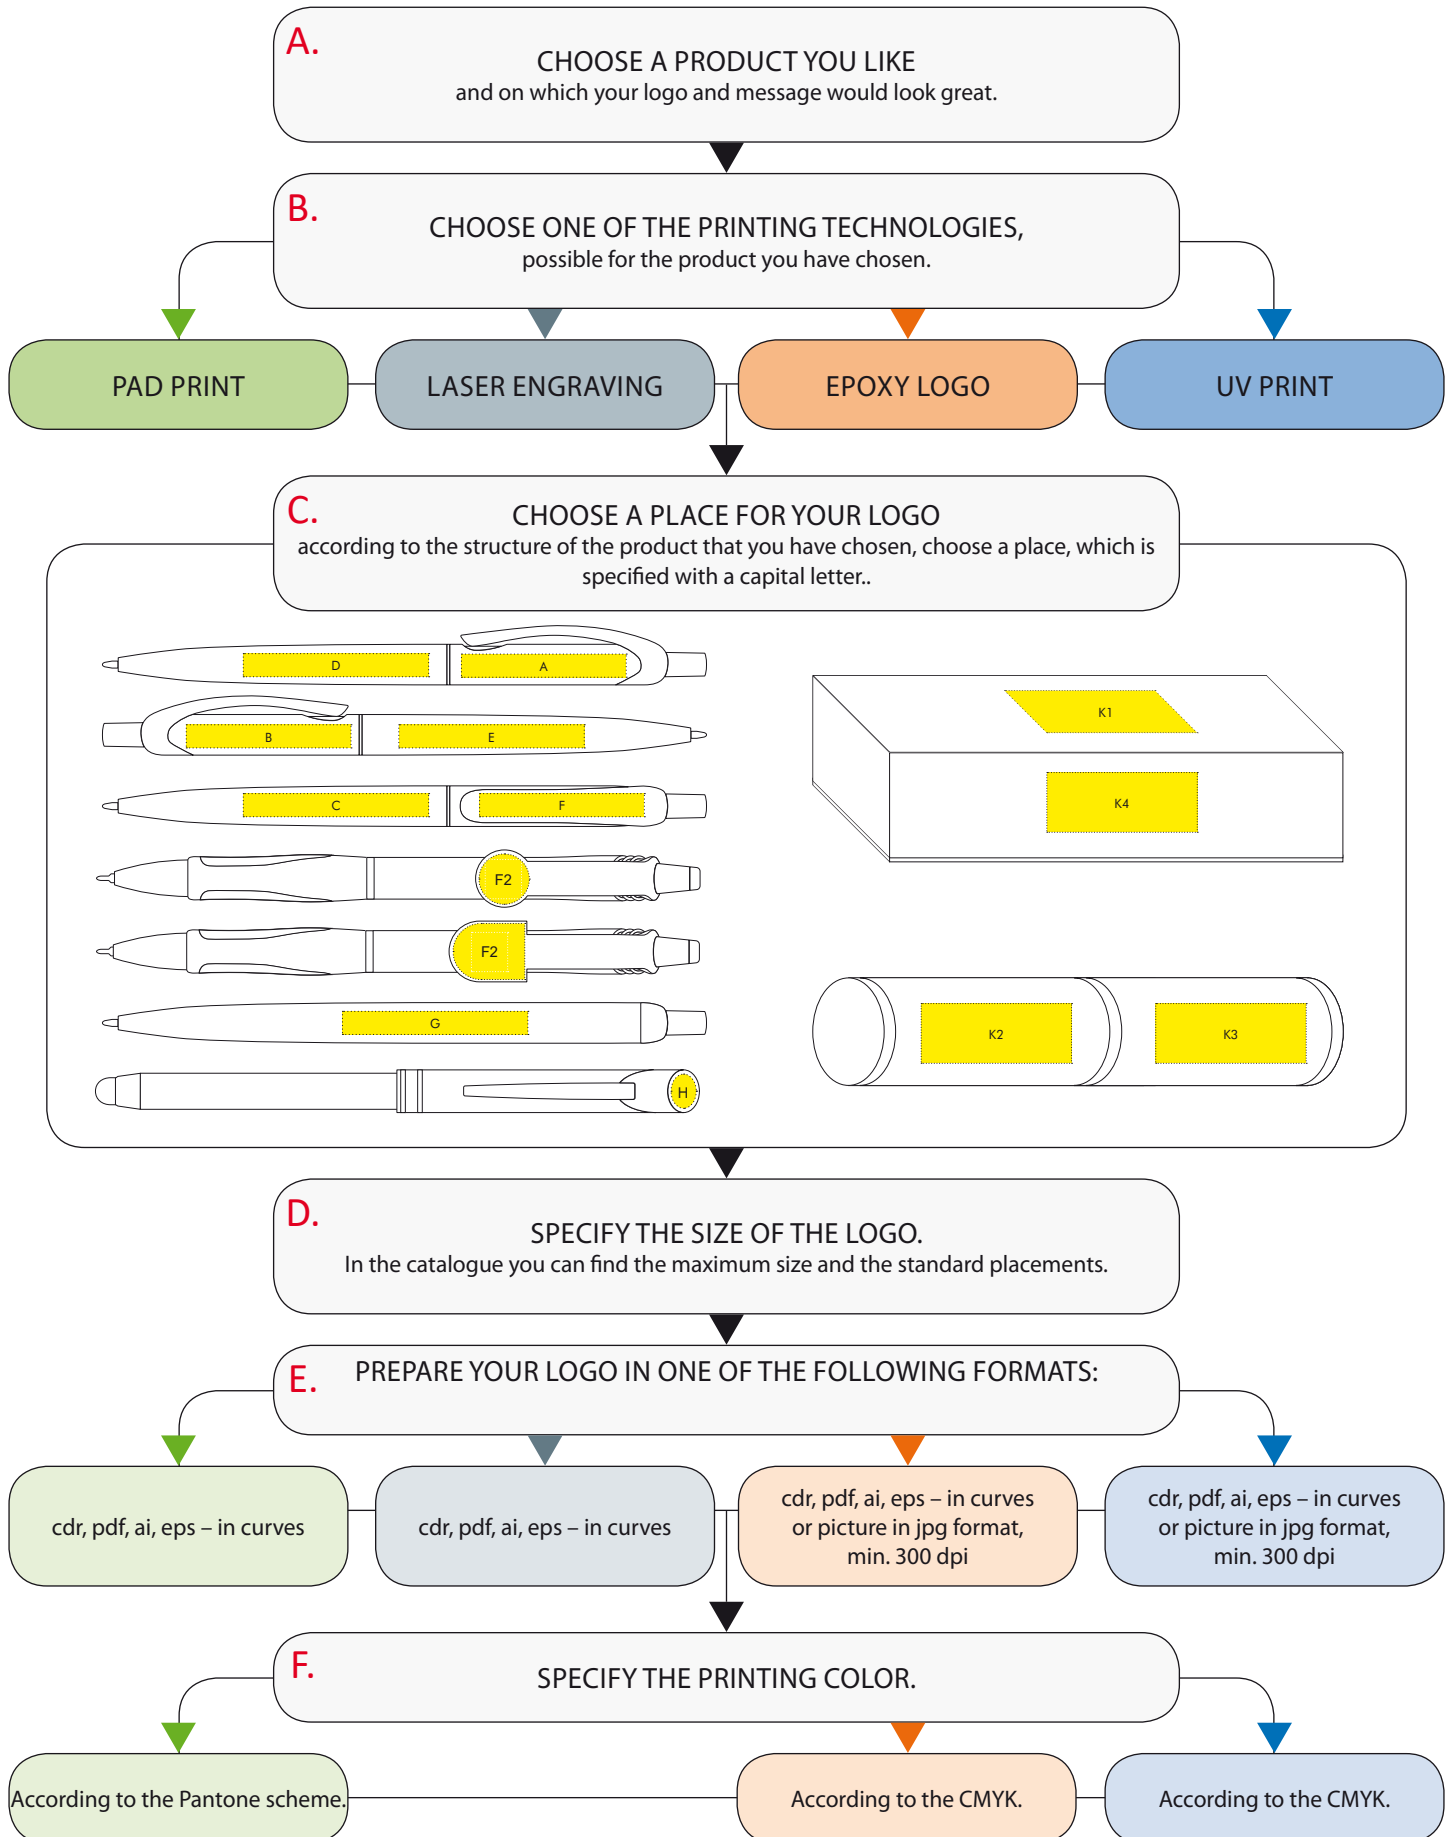 A.
CHOOSE A PRODUCT YOU LIKE
and on which your logo and message would look great.
B.
CHOOSE ONE OF THE PRINTING TECHNOLOGIES,
possible for the product you have chosen.
PAD PRINT
LASER ENGRAVING
EPOXY LOGO
UV PRINT
C.
CHOOSE A PLACE FOR YOUR LOGO
according to the structure of the product that you have chosen, choose a place, which is
specified with a capital letter..
D
A
B
E
C
F
F2
F2
G
H
K1
K4
K2
K3
D.
SPECIFY THE SIZE OF THE LOGO.
In the catalogue you can find the maximum size and the standard placements.
E.
PREPARE YOUR LOGO IN ONE OF THE FOLLOWING FORMATS:
cdr, pdf, ai, eps – in curves
cdr, pdf, ai, eps – in curves
cdr, pdf, ai, eps – in curves
or picture in jpg format,
min. 300 dpi
cdr, pdf, ai, eps – in curves
or picture in jpg format,
min. 300 dpi
F.
SPECIFY THE PRINTING COLOR.
According to the Pantone scheme.
According to the CMYK.
According to the CMYK.